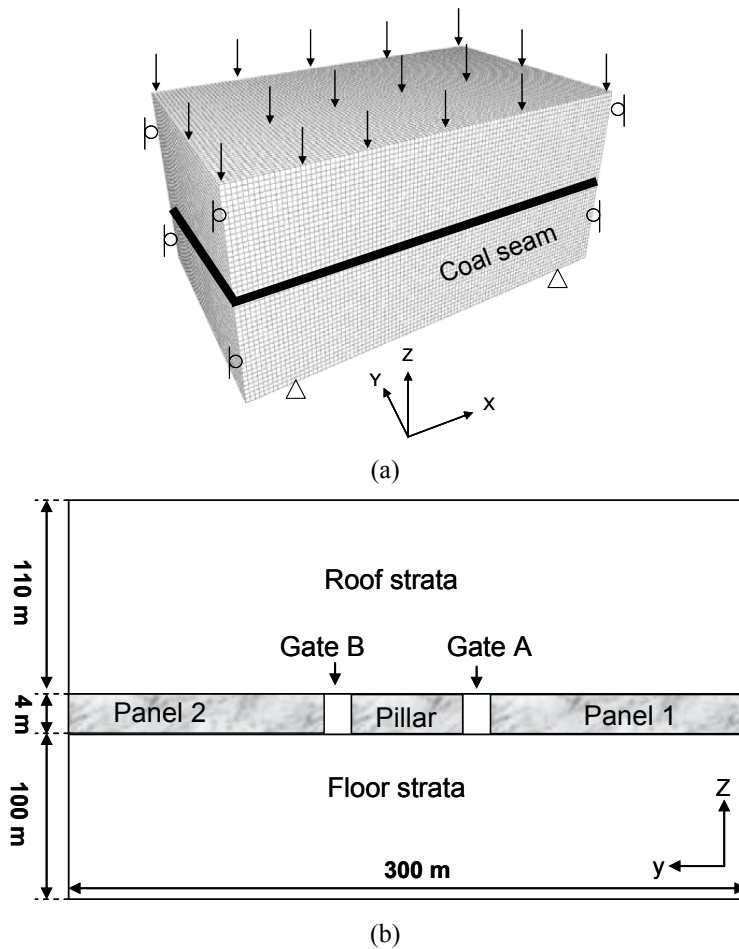 Coal seam
Z
Y
X
(a)
110 m
Roof strata
Gate B
Gate A
4 m
Panel 2
Pillar
Panel 1
100 m
Floor strata
Z
y
300 m
(b)